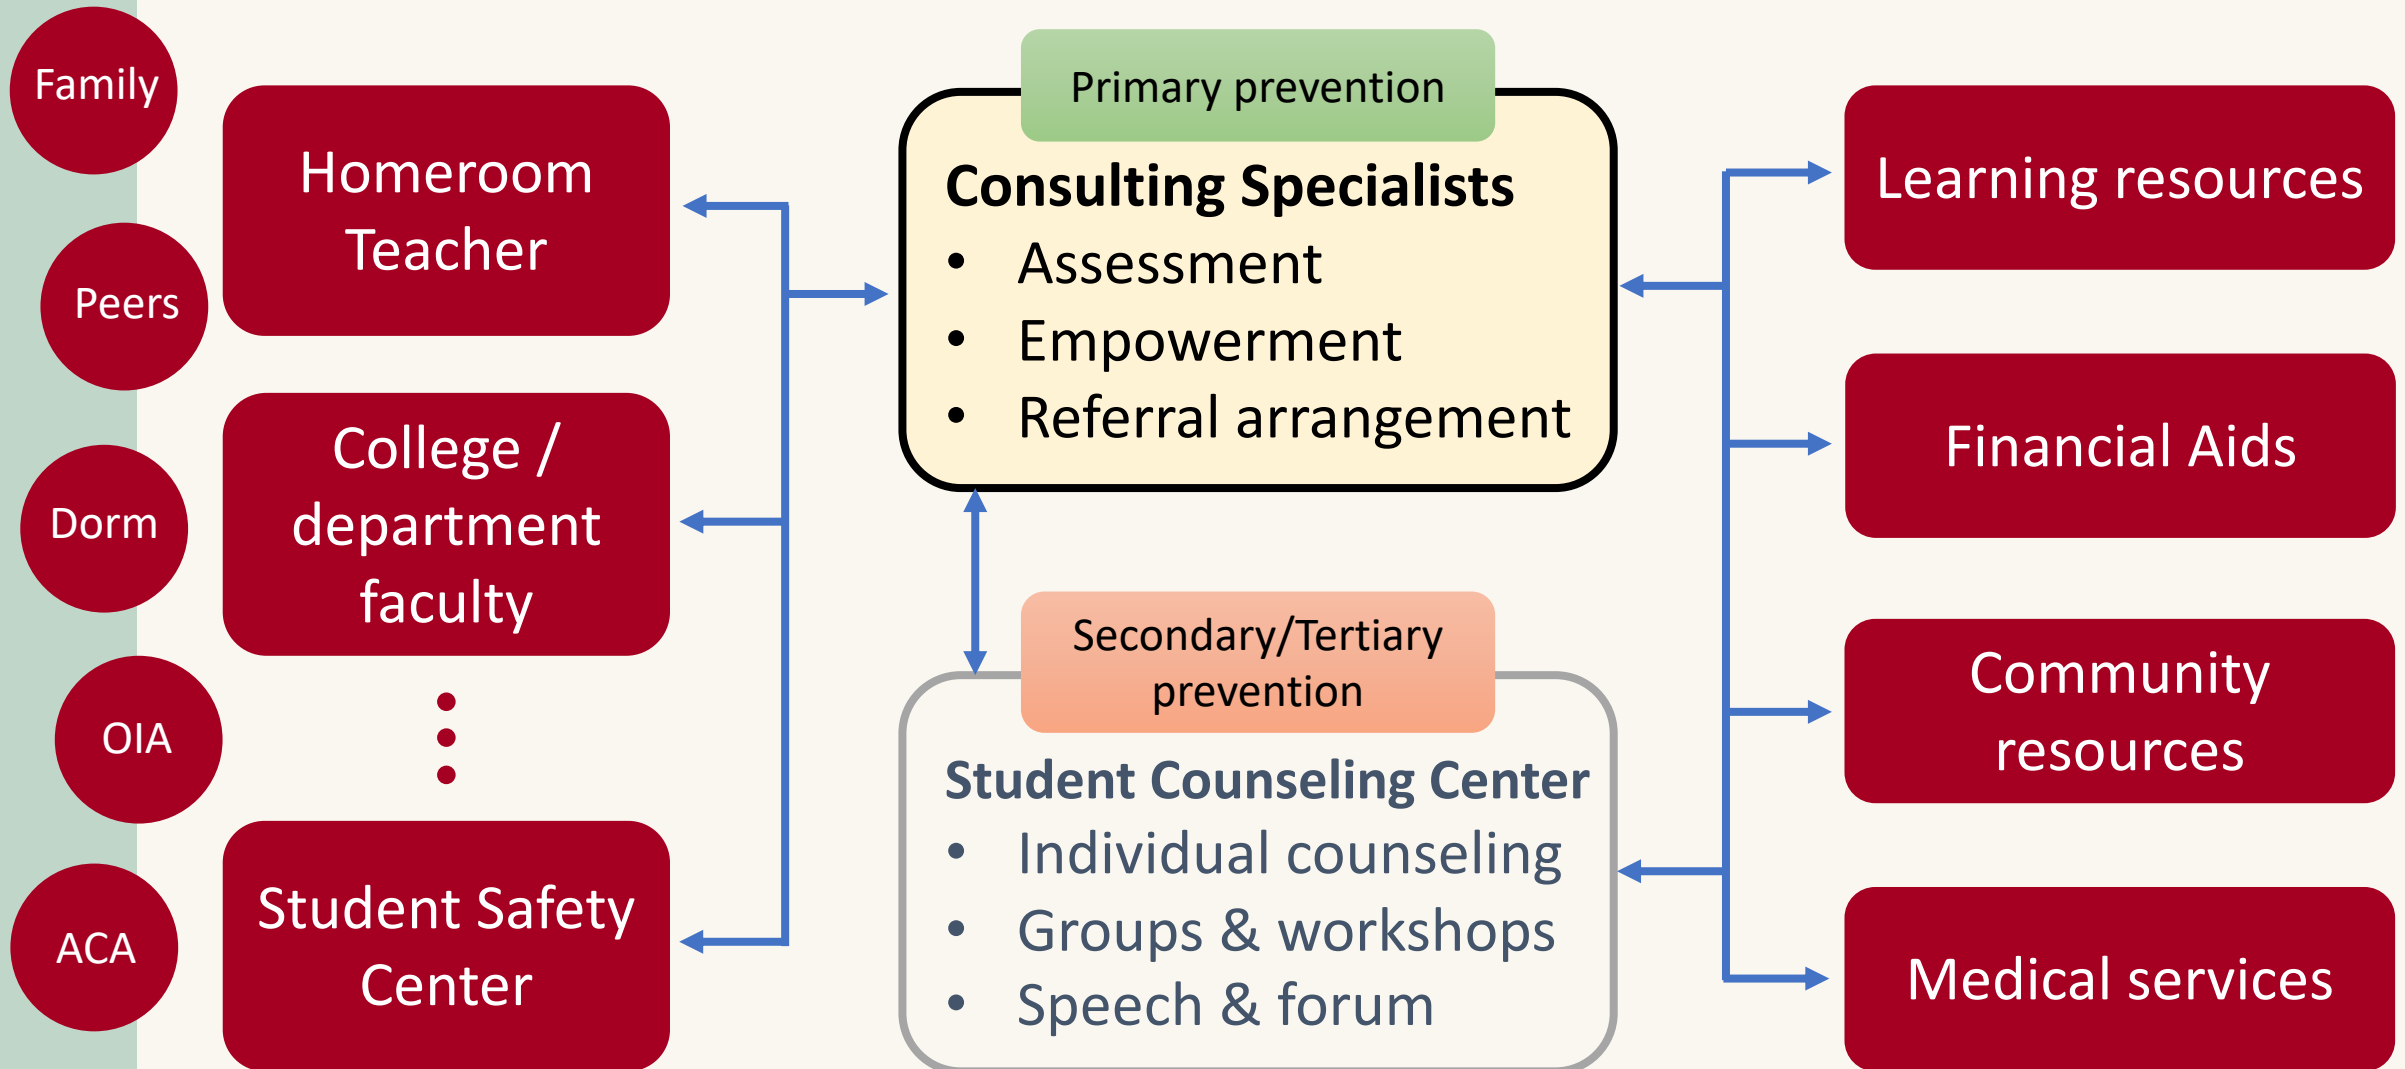 Family
Peers
Dorm
OIA
ACA
Homeroom
Teacher
College /
department
faculty
Student Safety
Center
Primary prevention
Consulting Specialists
• Assessment
• Empowerment
• Referral arrangement
Secondary/Tertiary
prevention
Student Counseling Center
• Individual counseling
• Groups & workshops
• Speech & forum
Learning resources
Financial Aids
Community
resources
Medical services